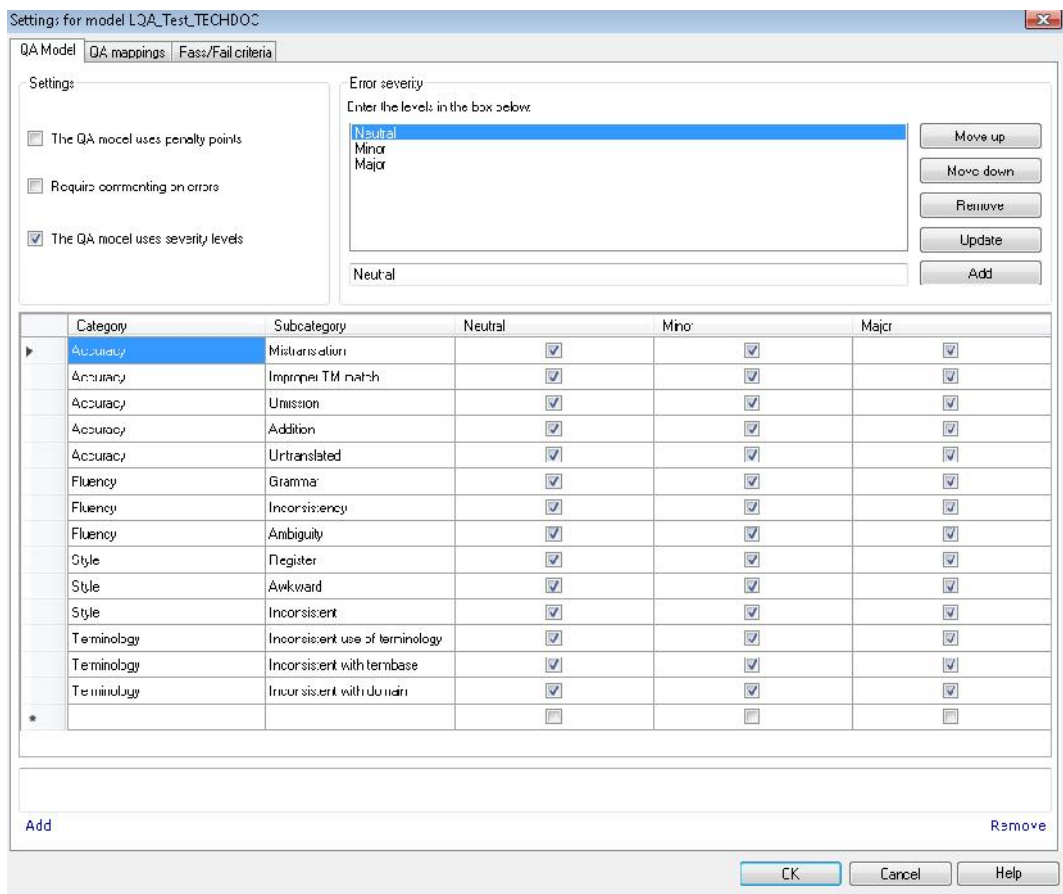 Settings for model LQA_Test_TECHDOC
QA Model QA mappings Pass/Fail criteria
Settings
Error severity
Enter the levels in the box below.
The QA model uses penalty points
Require commenting on errors
The QA model uses severity levels
Neutral
Minor
Major
Neutral
Move up
Move down
Remove
Update
Add
Category Subcategory Neutral Minor Major
Accuracy Mistranslation
Accuracy Improper TM match
Accuracy Omission
Accuracy Addition
Accuracy Untranslated
Fluency Grammar
Fluency Inconsistency
Fluency Ambiguity
Style Register
Style Awkward
Style Inconsistent
Terminology Inconsistent use of terminology
Terminology Inconsistent with termbase
Terminology Inconsistent with domain
Add Remove
OK Cancel Help